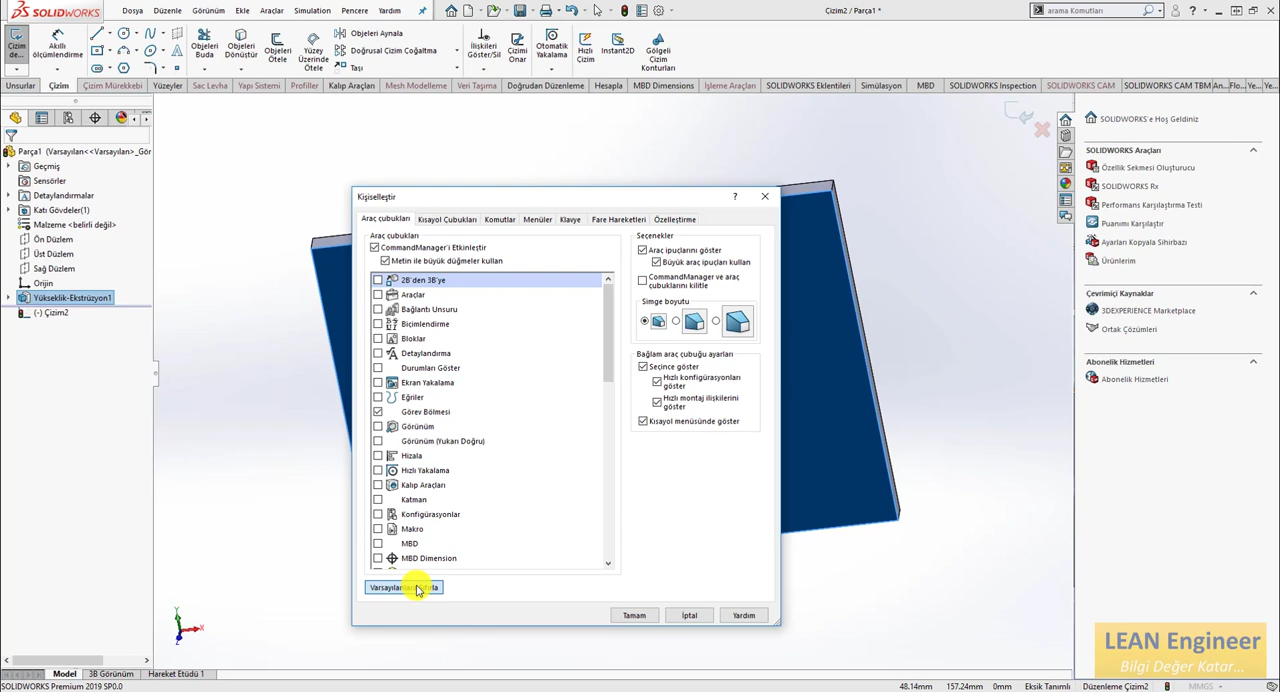 SOLIDWORKS
Dosya Düzenle Görünüm Ekle Araçlar Simulation Pencere Yardım
Çizim2 / Parça1 *
arama Komutları
Çizim de...
Akıllı ölçümlendirme
Objeleri Buda
Objeleri Dönüştür
Objeleri Ötele
Yüzey Üzerinde Ötele
Objeleri Aynala
Doğrusal Çizim Çoğaltma
Taşı
İlişkileri Göster/Sil
Çizimi Onar
Otomatik Yakalama
Hızlı Çizim
Instant2D
Gölgeli Çizim Konturları
Unsurlar Çizim Çizim Mürekkebi Yüzeyler Sac Levha Yapı Sistemi Profiller Kalıp Araçları Mesh Modelleme Veri Taşıma Doğrudan Düzenleme Hesapla MBD Dimensions İşleme Araçları SOLIDWORKS Eklentileri Simülasyon MBD SOLIDWORKS Inspection SOLIDWORKS CAM SOLIDWORKS CAM TBM An... Flo... Ye... Ye...
Parça1 (Varsayılan<<Varsayılan>_Gör
Geçmiş
Sensörler
Detaylandırmalar
Katı Gövdeler(1)
Malzeme <belirli değil>
Ön Düzlem
Üst Düzlem
Sağ Düzlem
Orijin
Yükseklik-Ekstrüzyon1
(-) Çizim2
Kişiselleştir
Araç çubukları Kısayol Çubukları Komutlar Menüler Klavye Fare Hareketleri Özelleştirme
Araç çubukları
CommandManager'i Etkinleştir
Metin ile büyük düğmeler kullan
2B'den 3B'ye
Araçlar
Bağlantı Unsuru
Biçimlendirme
Bloklar
Detaylandırma
Durumları Göster
Ekran Yakalama
Eğriler
Görev Bölmesi
Görünüm
Görünüm (Yukarı Doğru)
Hizala
Hızlı Yakalama
Kalıp Araçları
Katman
Konfigürasyonlar
Makro
MBD
MBD Dimension
Seçenekler
Araç ipuçlarını göster
Büyük araç ipuçları kullan
CommandManager ve araç
çubuklarını kilitle
Simge boyutu
Bağlam araç çubuğu ayarları
Seçince göster
Hızlı konfigürasyonları
göster
Hızlı montaj ilişkilerini
göster
Kısayol menüsünde göster
Tamam İptal Yardım
SOLIDWORKS'e Hoş Geldiniz
SOLIDWORKS Araçları
Özellik Sekmesi Oluşturucu
SOLIDWORKS Rx
Performans Karşılaştırma Testi
Puanımı Karşılaştır
Ayarları Kopyala Sihirbazı
Ürünlerim
Çevrimiçi Kaynaklar
3DEXPERIENCE Marketplace
Ortak Çözümleri
Abonelik Hizmetleri
Abonelik Hizmetleri
Y
X
Z
LEAN Engineer
Bilgi Değer Katar...
Model 3B Görünüm Hareket Etüdü 1
SOLIDWORKS Premium 2019 SP0.0
48.14mm 157.24mm 0mm Eksik Tanımlı Düzenleme Çizim2 MMGS